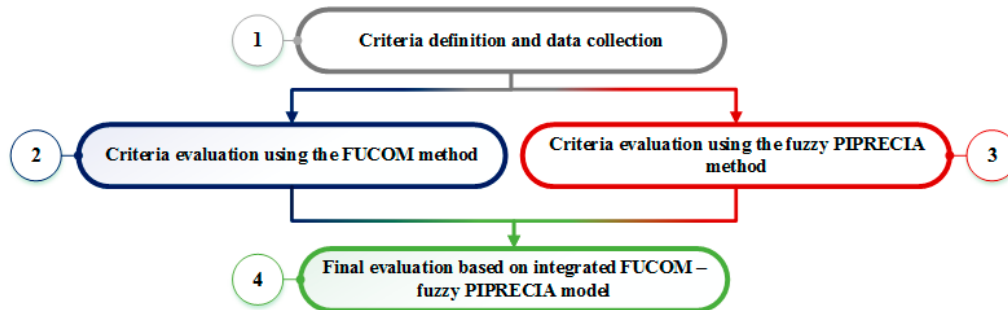 1
Criteria definition and data collection
2
Criteria evaluation using the FUCOM method
Criteria evaluation using the fuzzy PIPRECIA
method
3
4
Final evaluation based on integrated FUCOM –
fuzzy PIPRECIA model